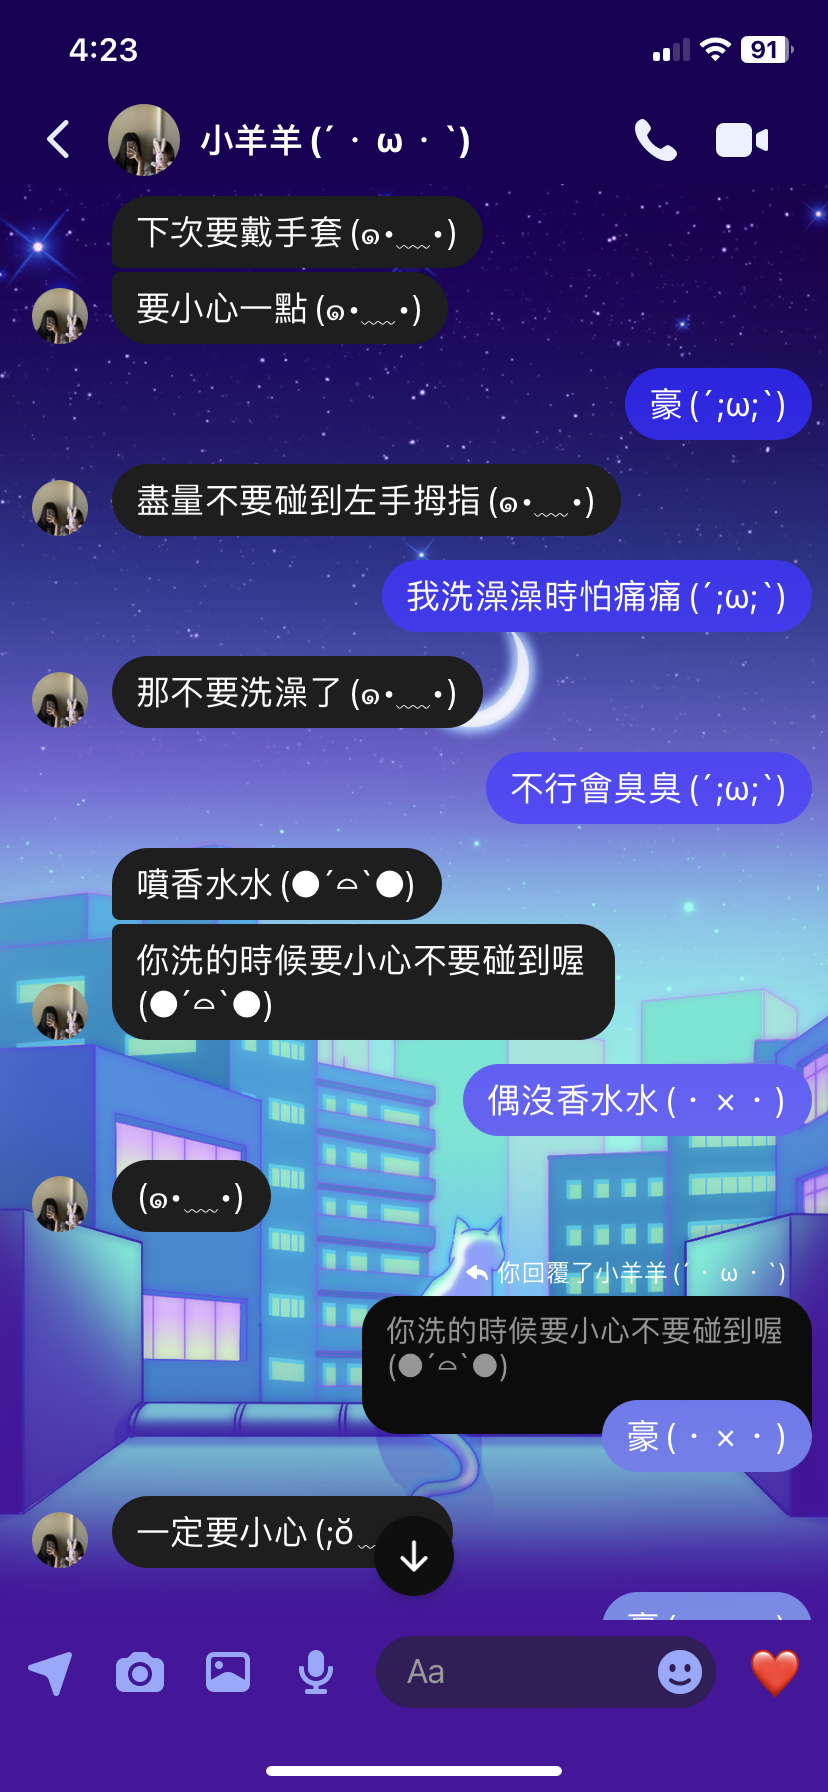 4:23
91
小羊羊 (´・ω・`)
下次要戴手套 (๑•﹏•)
要小心一點 (๑•﹏•)
豪 (´;ω;`)
盡量不要碰到左手拇指 (๑•﹏•)
我洗澡澡時怕痛痛 (´;ω;`)
那不要洗澡了 (๑•﹏•)
不行會臭臭 (´;ω;`)
噴香水水 (●´⌓`●)
你洗的時候要小心不要碰到喔
(●´⌓`●)
偶沒香水水 (・×・)
(๑•﹏•)
你回覆了小羊羊 (´・ω・`)
你洗的時候要小心不要碰到喔
(●´⌓`●)
豪 (・×・)
一定要小心 (;ŏ﹏
Aa